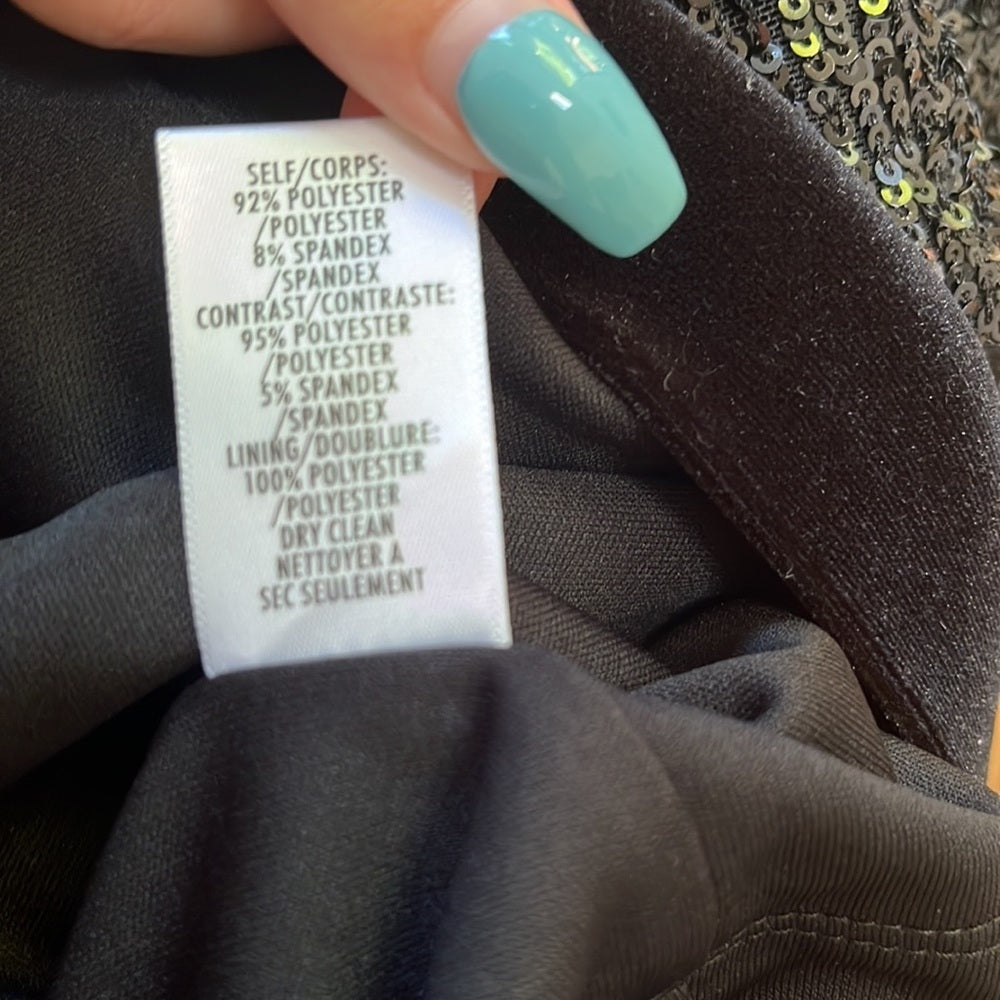 SELF/CORPS:
92% POLYESTER
/POLYESTER
8% SPANDEX
/SPANDEX
CONTRAST/CONTRASTE:
95% POLYESTER
/POLYESTER
5% SPANDEX
/SPANDEX
LINING/DOUBLURE:
100% POLYESTER
/POLYESTER
DRY CLEAN
NETTOYER A
SEC SEULEMENT